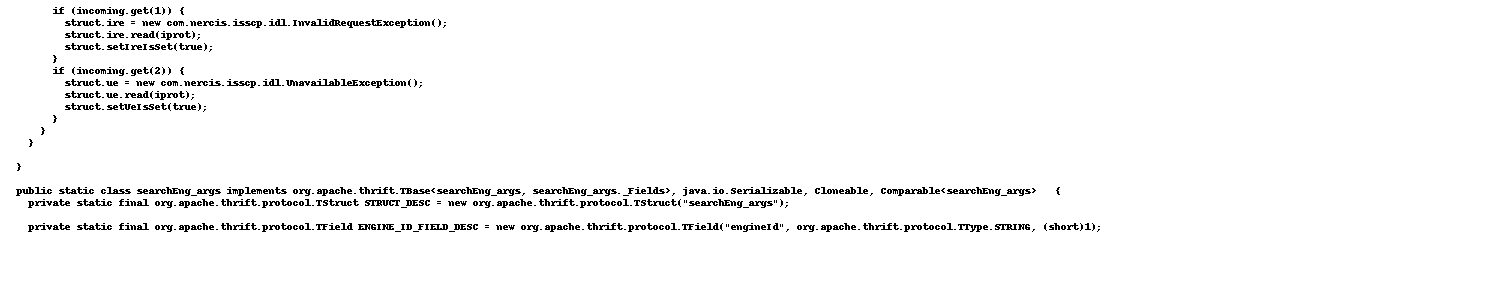 if (incoming.get(1)) {
struct.ire = new com.nercis.isscp.idl.InvalidRequestException();
struct.ire.read(iprot);
struct.setIreIsSet(true);
}
if (incoming.get(2)) {
struct.ue = new com.nercis.isscp.idl.UnavailableException();
struct.ue.read(iprot);
struct.setUeIsSet(true);
}
}
}
}
public static class searchEng_args implements org.apache.thrift.TBase<searchEng_args, searchEng_args._Fields>, java.io.Serializable, Cloneable, Comparable<searchEng_args>   {
private static final org.apache.thrift.protocol.TStruct STRUCT_DESC = new org.apache.thrift.protocol.TStruct("searchEng_args");
private static final org.apache.thrift.protocol.TField ENGINE_ID_FIELD_DESC = new org.apache.thrift.protocol.TField("engineId", org.apache.thrift.protocol.TType.STRING, (short)1);